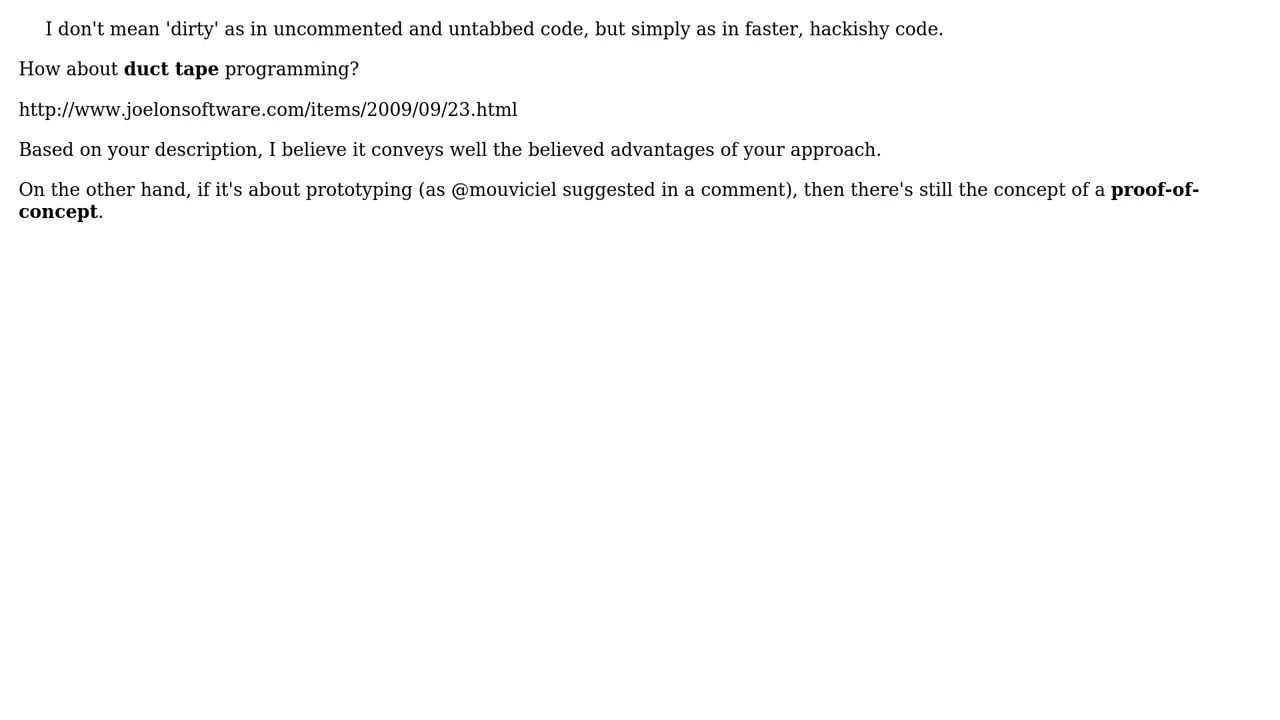 I don't mean 'dirty' as in uncommented and untabbed code, but simply as in faster, hackishy code.
How about duct tape programming?
http://www.joelonsoftware.com/items/2009/09/23.html
Based on your description, I believe it conveys well the believed advantages of your approach.
On the other hand, if it's about prototyping (as @mouviciel suggested in a comment), then there's still the concept of a proof-of-
concept.